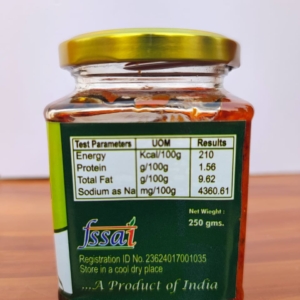 Test Parameters UOM Results
Energy Kcal/100g 210
Protein g/100g 1.56
Total Fat g/100g 9.62
Sodium as Na mg/100g 4360.61
fssai
Net Wieght :
250 gms.
Registration ID No. 23624017001035
Store in a cool dry place
...A Product of India